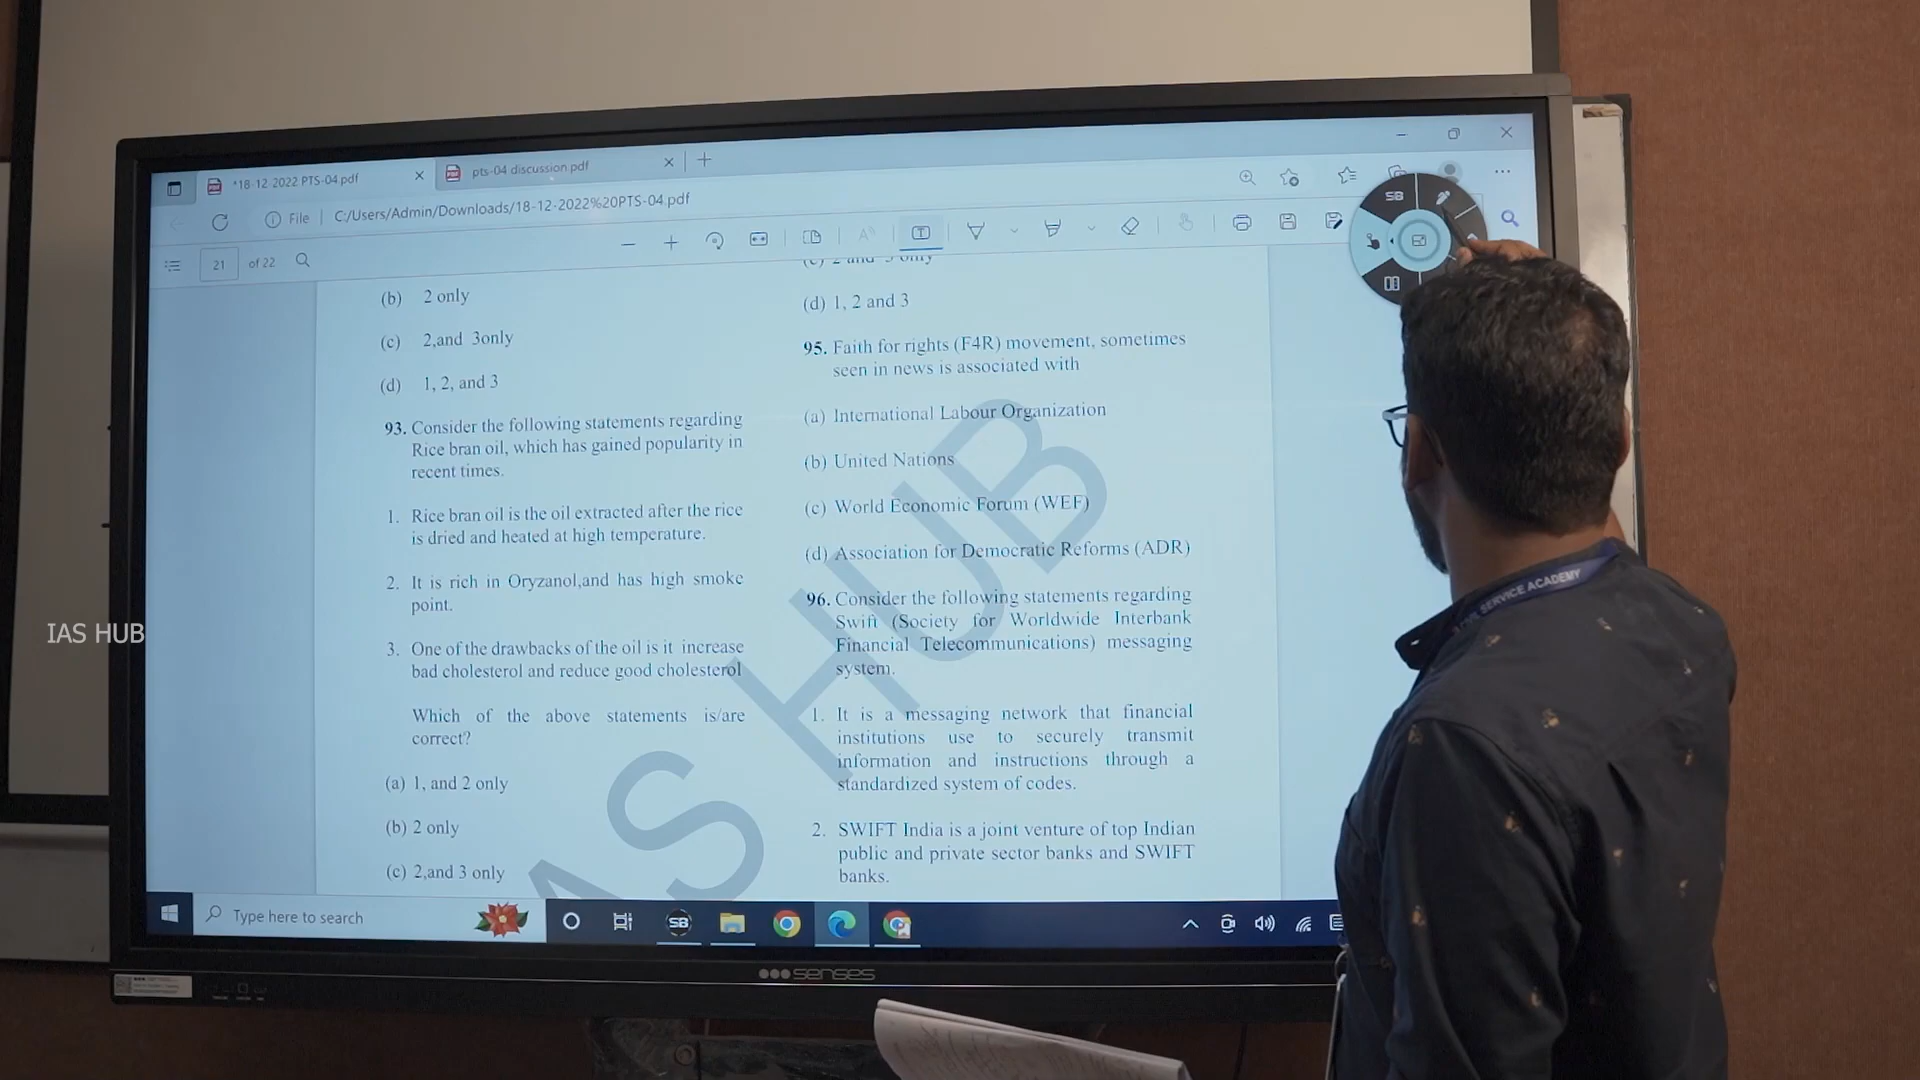 *18-12-2022 PTS-04.pdf
pts-04 discussion.pdf
File
C:/Users/Admin/Downloads/18-12-2022%20PTS-04.pdf
21
of 22
SB
(b) 2 only
(c) 2,and 3only
(d) 1, 2, and 3
93. Consider the following statements regarding
Rice bran oil, which has gained popularity in
recent times.
1. Rice bran oil is the oil extracted after the rice
is dried and heated at high temperature.
2. It is rich in Oryzanol,and has high smoke
point.
3. One of the drawbacks of the oil is it increase
bad cholesterol and reduce good cholesterol
Which of the above statements is/are
correct?
(a) 1, and 2 only
(b) 2 only
(c) 2,and 3 only
(d) 1, 2 and 3
95. Faith for rights (F4R) movement, sometimes
seen in news is associated with
(a) International Labour Organization
(b) United Nations
(c) World Economic Forum (WEF)
(d) Association for Democratic Reforms (ADR)
96. Consider the following statements regarding
Swift (Society for Worldwide Interbank
Financial Telecommunications) messaging
system.
1. It is a messaging network that financial
institutions use to securely transmit
information and instructions through a
standardized system of codes.
2. SWIFT India is a joint venture of top Indian
public and private sector banks and SWIFT
banks.
AS HUB
Type here to search
SB
senses
IAS HUB
SERVICE ACADEMY